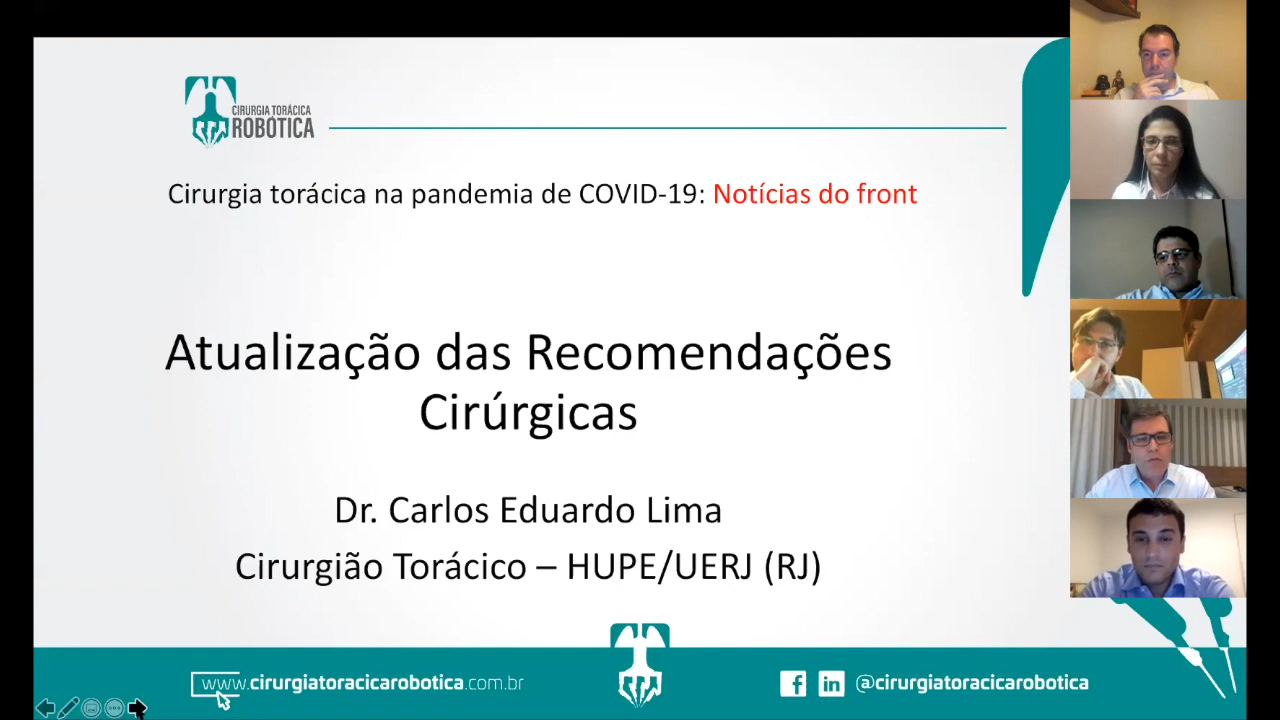 CIRURGIA TORÁCICA
ROBÓTICA
Cirurgia torácica na pandemia de COVID-19: Notícias do front
Atualização das Recomendações
Cirúrgicas
Dr. Carlos Eduardo Lima
Cirurgião Torácico – HUPE/UERJ (RJ)
www.cirurgiatoracicarobotica.com.br
f in @cirurgiatoracicarobotica